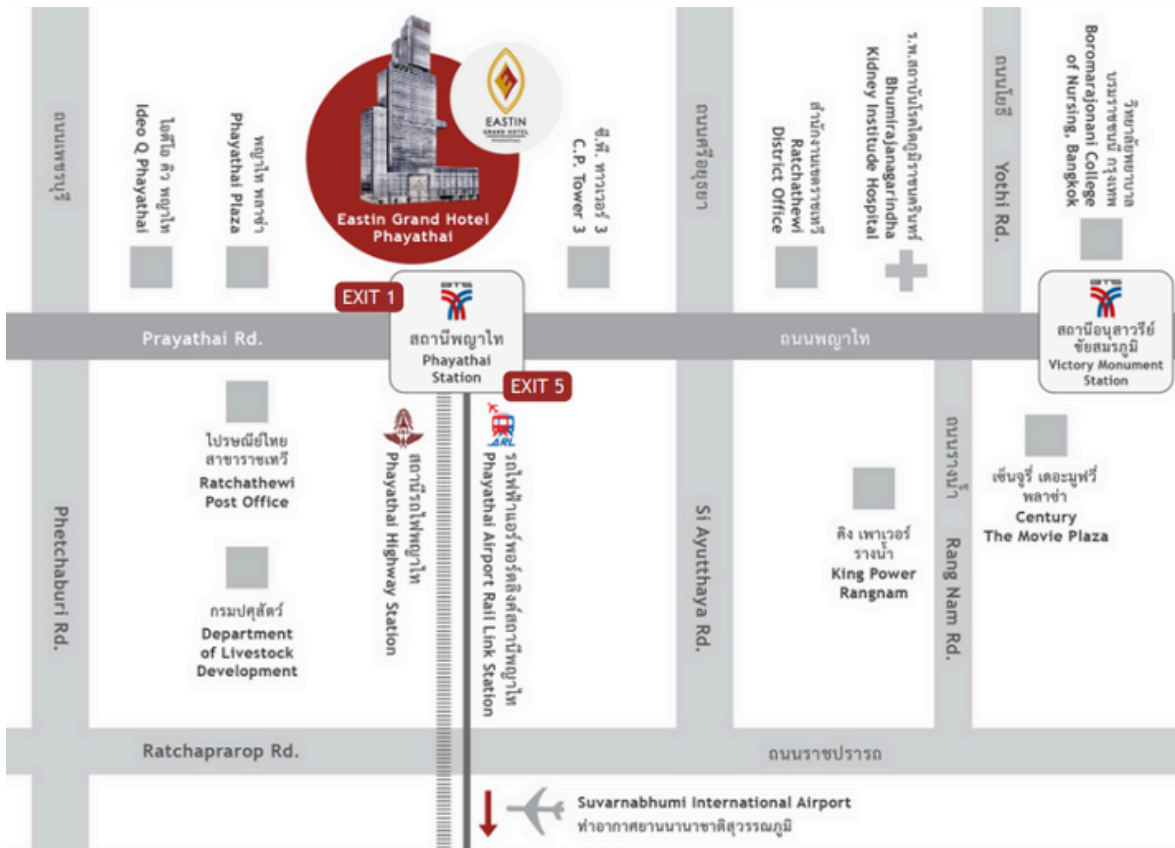 ถนนเพชรบุรี
ไอดีโอ คิว พญาไท
Ideo Q Phayathai
พญาไท พลาซ่า
Phayathai Plaza
EASTIN
GRAND HOTEL
PHAYATHAI
Eastin Grand Hotel
Phayathai
ซี.พี. ทาวเวอร์ 3
C.P. Tower 3
ถนนศรีอยุธยา
สำนักงานเขตราชเทวี
Ratchathewi
District Office
ร.พ.สถาบันโรคไตภูมิราชนครินทร์
Bhumirajanagarindha
Kidney Institude Hospital
ถนนโยธี
Yothi Rd.
วิทยาลัยพยาบาล
บรมราชชนนี กรุงเทพ
Boromarajonani College
of Nursing, Bangkok
EXIT 1
BTS
สถานีพญาไท
Phayathai
Station
EXIT 5
BTS
สถานีอนุสาวรีย์
ชัยสมรภูมิ
Victory Monument
Station
Prayathai Rd.
ถนนพญาไท
ไปรษณีย์ไทย
สาขาราชเทวี
Ratchathewi
Post Office
กรมปศุสัตว์
Department
of Livestock
Development
Phetchaburi Rd.
สถานีรถไฟพญาไท
Phayathai Highway Station
ARL
รถไฟฟ้าแอร์พอร์ตลิงค์สถานีพญาไท
Phayathai Airport Rail Link Station
Si Ayutthaya Rd.
คิง เพาเวอร์
รางน้ำ
King Power
Rangnam
ถนนรางน้ำ
Rang Nam Rd.
เซ็นจูรี่ เดอะมูฟวี่
พลาซ่า
Century
The Movie Plaza
Ratchaprarop Rd.
ถนนราชปรารถ
Suvarnabhumi International Airport
ท่าอากาศยานนานาชาติสุวรรณภูมิ